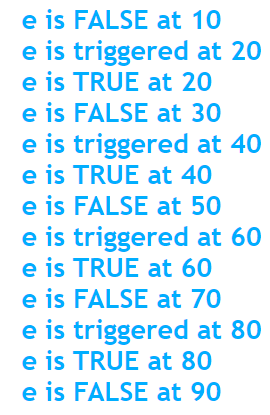 e is FALSE at 10
e is triggered at 20
e is TRUE at 20
e is FALSE at 30
e is triggered at 40
e is TRUE at 40
e is FALSE at 50
e is triggered at 60
e is TRUE at 60
e is FALSE at 70
e is triggered at 80
e is TRUE at 80
e is FALSE at 90